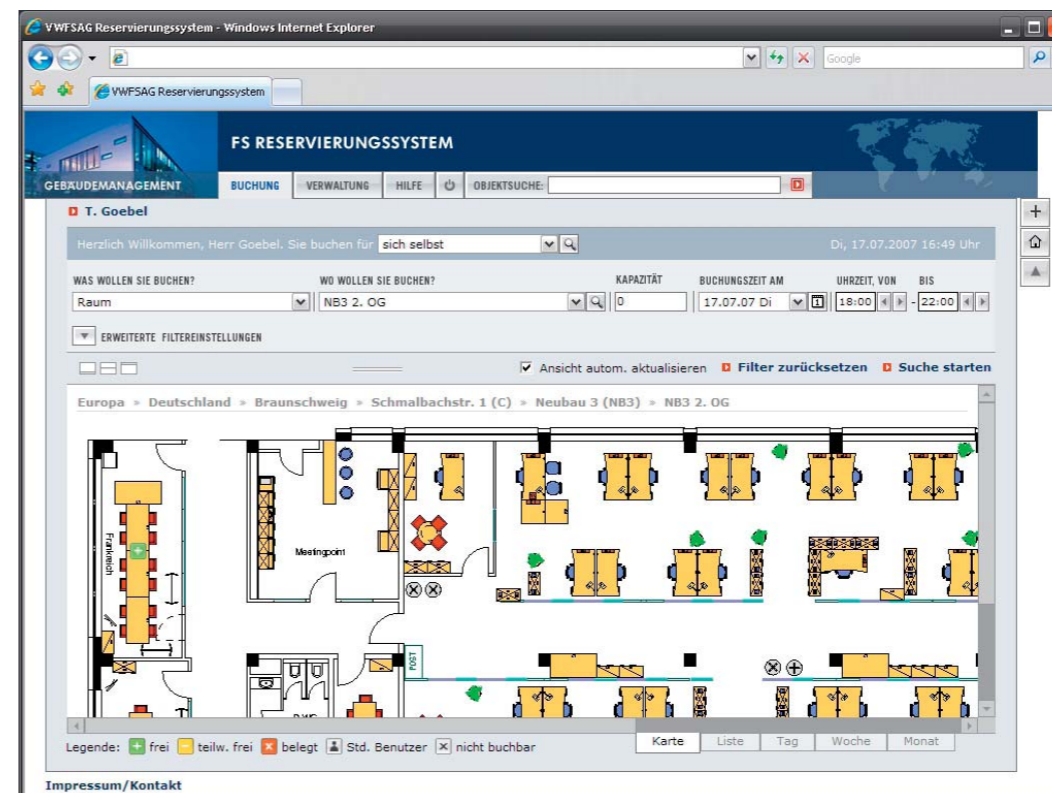 VWFSAG Reservierungssystem - Windows Internet Explorer
Google
VWFSAG Reservierungssystem
FS RESERVIERUNGSSYSTEM
GEBÄUDEMANAGEMENT
BUCHUNG VERWALTUNG HILFE OBJEKTSUCHE:
T. Goebel
Herzlich Willkommen, Herr Goebel. Sie buchen für sich selbst Di, 17.07.2007 16:49 Uhr
WAS WOLLEN SIE BUCHEN? WO WOLLEN SIE BUCHEN? KAPAZITÄT BUCHUNGSZEIT AM UHRZEIT, VON BIS
Raum NB3 2. OG 0 17.07.07 Di 1 18:00 - 22:00
ERWEITERTE FILTEREINSTELLUNGEN
Ansicht autom. aktualisieren Filter zurücksetzen Suche starten
Europa » Deutschland » Braunschweig » Schmalbachstr. 1 (C) » Neubau 3 (NB3) » NB3 2. OG
Frankreich
Meetingpoint
POST
Legende: frei teilw. frei belegt Std. Benutzer nicht buchbar
Karte Liste Tag Woche Monat
Impressum/Kontakt